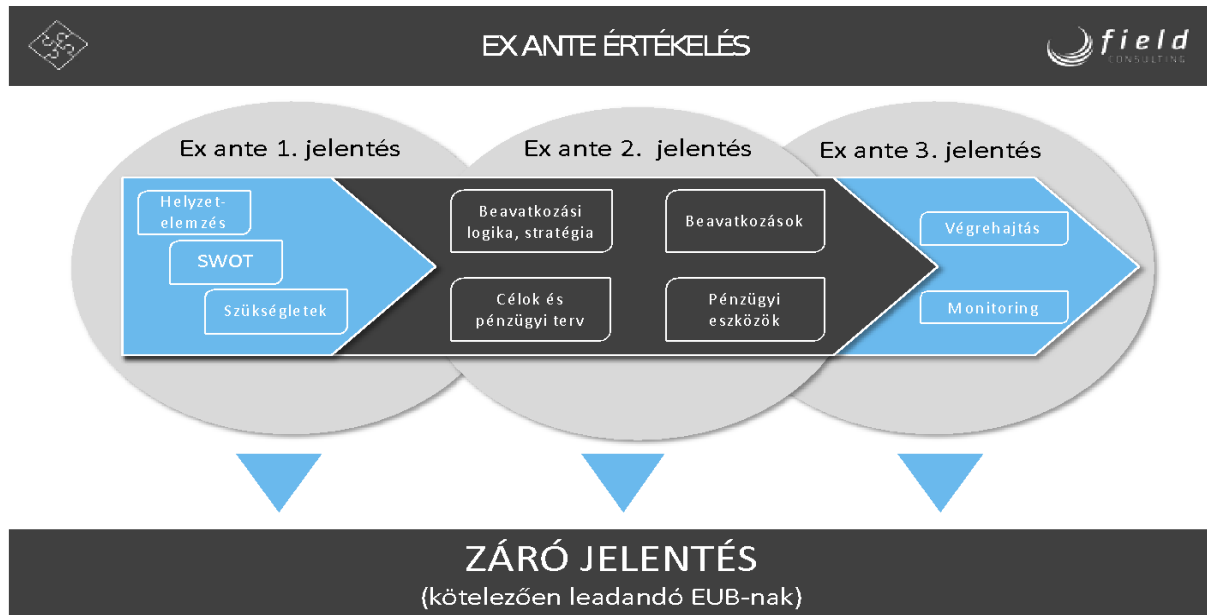 EX ANTE ÉRTÉKELÉS
field
CONSULTING
Ex ante 1. jelentés
Ex ante 2. jelentés
Ex ante 3. jelentés
Helyzet-
elemzés
SWOT
Szükségletek
Beavatkozási
logika, stratégia
Beavatkozások
Célok és
pénzügyi terv
Pénzügyi
eszközök
Végrehajtás
Monitoring
ZÁRÓ JELENTÉS
(kötelezően leadandó EUB-nak)